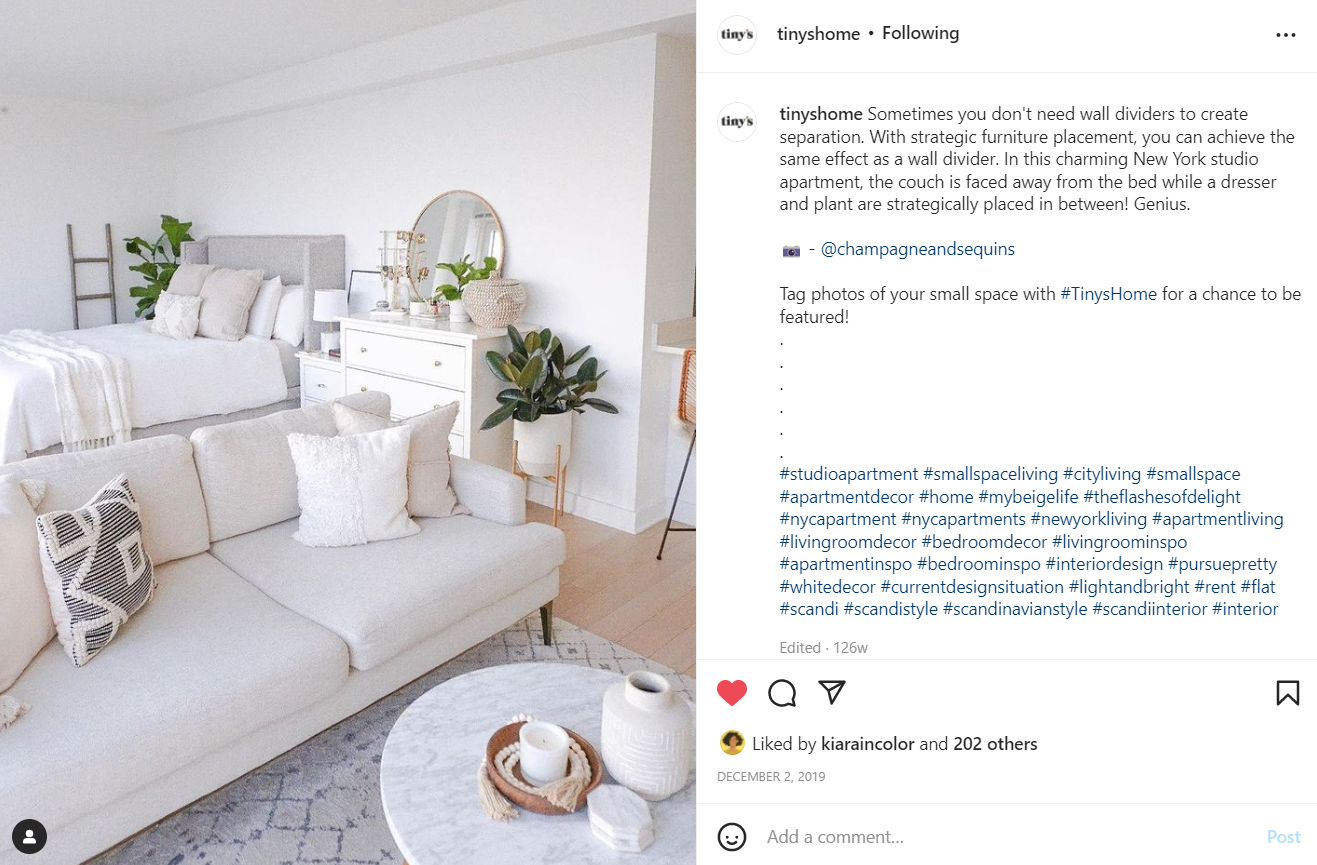 tiny's
tinyshome • Following
tiny's
tinyshome Sometimes you don't need wall dividers to create
separation. With strategic furniture placement, you can achieve the
same effect as a wall divider. In this charming New York studio
apartment, the couch is faced away from the bed while a dresser
and plant are strategically placed in between! Genius.
📷 - @champagneandsequins
Tag photos of your small space with #TinysHome for a chance to be
featured!
.
.
.
.
.
.
#studioapartment #smallspaceliving #cityliving #smallspace
#apartmentdecor #home #mybeigelife #theflashesofdelight
#nycapartment #nycapartments #newyorkliving #apartmentliving
#livingroomdecor #bedroomdecor #livingroominspo
#apartmentinspo #bedroominspo #interiordesign #pursuepretty
#whitedecor #currentdesignsituation #lightandbright #rent #flat
#scandi #scandistyle #scandinavianstyle #scandiinterior #interior
Edited · 126w
Liked by kiaraincolor and 202 others
DECEMBER 2, 2019
Add a comment... Post